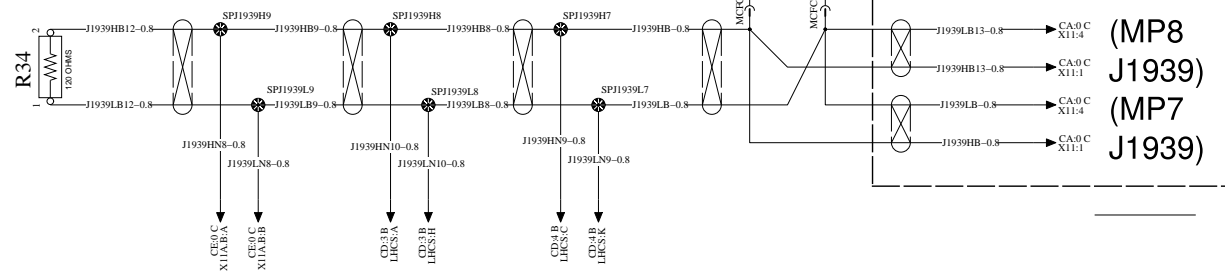 MCFC
MCFC
SPJ1939H9
SPJ1939H8
SPJ1939H7
2
J1939HB12-0.8
J1939HB9-0.8
J1939HB8-0.8
J1939HB-0.8
J1939LB13-0.8
CA:0 C
X11:4
(MP8
J1939)
R34
120 OHMS
J1939HB13-0.8
CA:0 C
X11:1
SPJ1939L9
SPJ1939L8
SPJ1939L7
1
J1939LB12-0.8
J1939LB9-0.8
J1939LB8-0.8
J1939LB-0.8
J1939LB-0.8
CA:0 C
X11:4
(MP7
J1939)
J1939HB-0.8
CA:0 C
X11:1
J1939HN8-0.8
J1939LN8-0.8
J1939HN10-0.8
J1939LN10-0.8
J1939HN9-0.8
J1939LN9-0.8
CE:0 C
X11A.B:A
CE:0 C
X11A.B:B
CD:3 B
LHCS:A
CD:3 B
LHCS:H
CD:4 B
LHCS:C
CD:4 B
LHCS:K